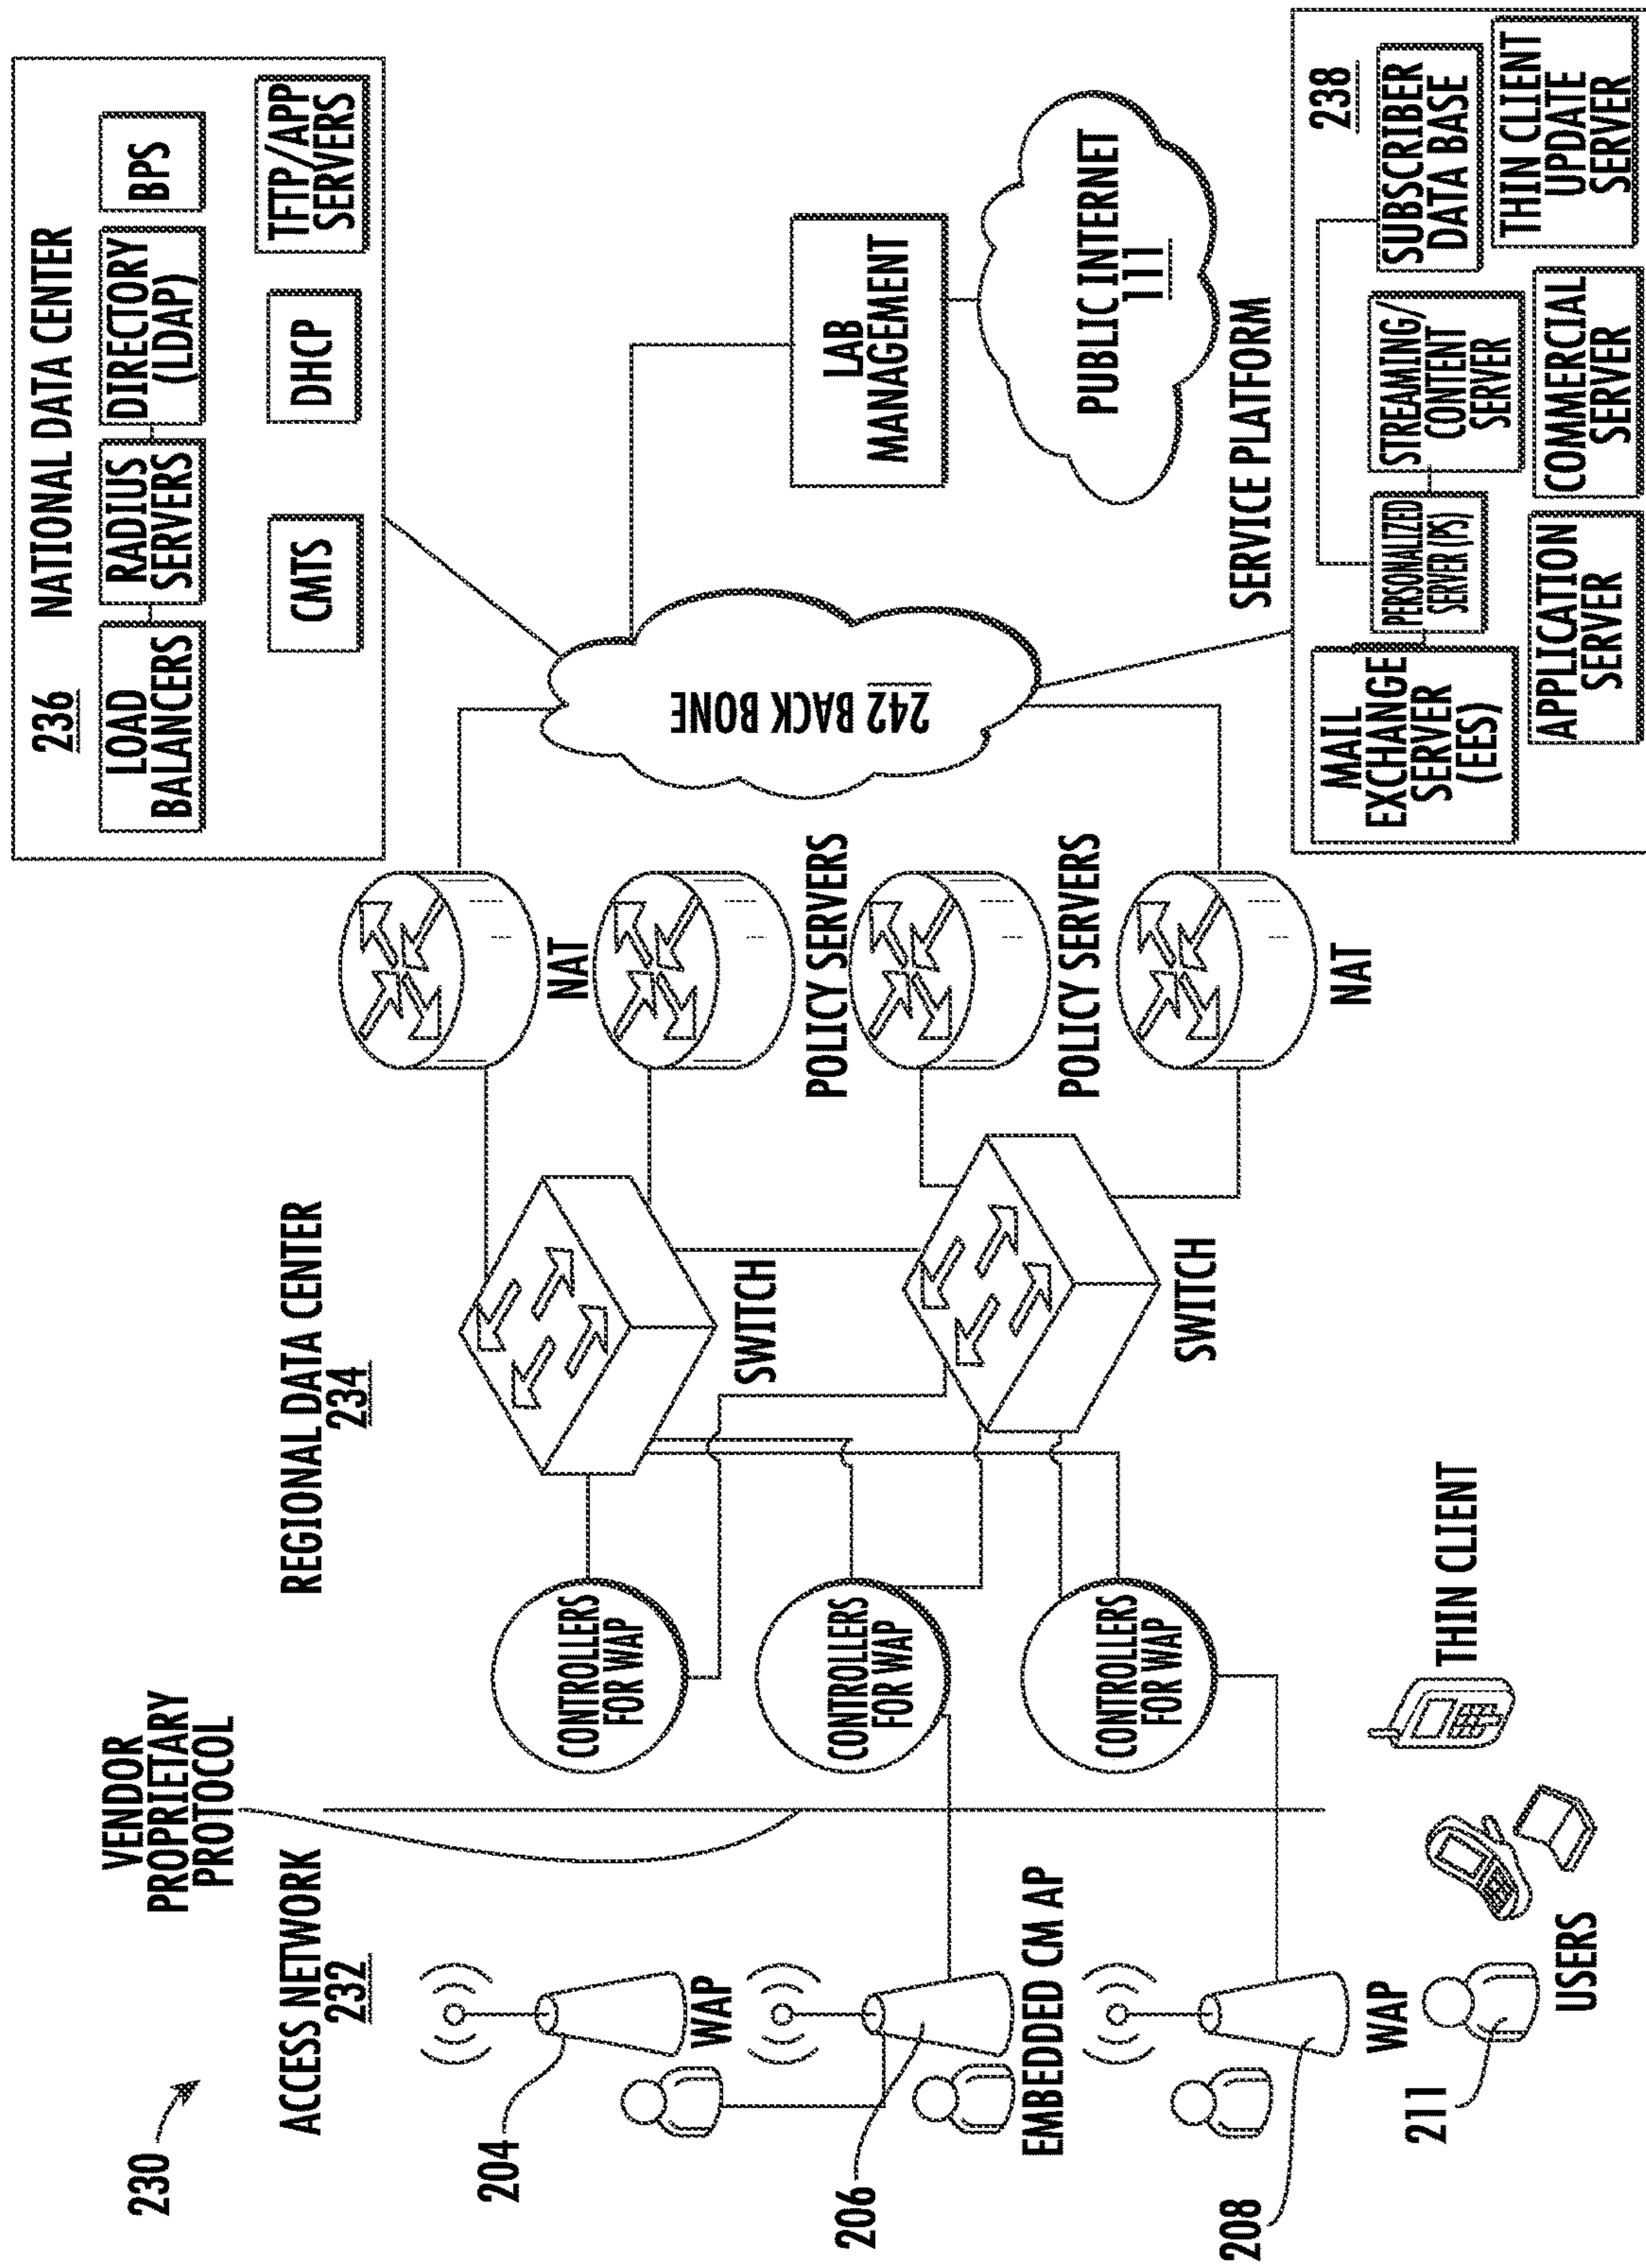 230
VENDOR
PROPRIETARY
PROTOCOL
ACCESS NETWORK
232
REGIONAL DATA CENTER
234
236
NATIONAL DATA CENTER
LOAD
BALANCERS
RADIUS
SERVERS
DIRECTORY
(LDAP)
BPS
CMTS
DHCP
TFTP/APP
SERVERS
204
WAP
206
EMBEDDED CM AP
208
WAP
211
USERS
THIN CLIENT
CONTROLLERS
FOR WAP
CONTROLLERS
FOR WAP
CONTROLLERS
FOR WAP
SWITCH
SWITCH
NAT
POLICY SERVERS
POLICY SERVERS
NAT
242 BACK BONE
LAB
MANAGEMENT
PUBLIC INTERNET
111
SERVICE PLATFORM
238
MAIL
EXCHANGE
SERVER
(EES)
PERSONALIZED
SERVER (PS)
STREAMING/
CONTENT
SERVER
SUBSCRIBER
DATA BASE
APPLICATION
SERVER
COMMERCIAL
SERVER
THIN CLIENT
UPDATE
SERVER